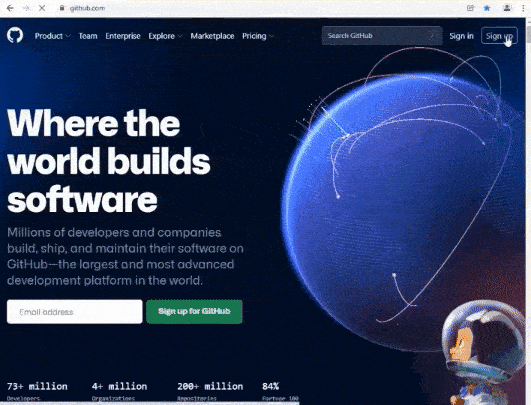 github.com
Product Team Enterprise Explore Marketplace Pricing
Search GitHub /
Sign in
Sign up
Where the
world builds
software
Millions of developers and companies
build, ship, and maintain their software on
GitHub—the largest and most advanced
development platform in the world.
Email address
Sign up for GitHub
73+ million
Developers
4+ million
Organizations
200+ million
Repositories
84%
Fortune 100